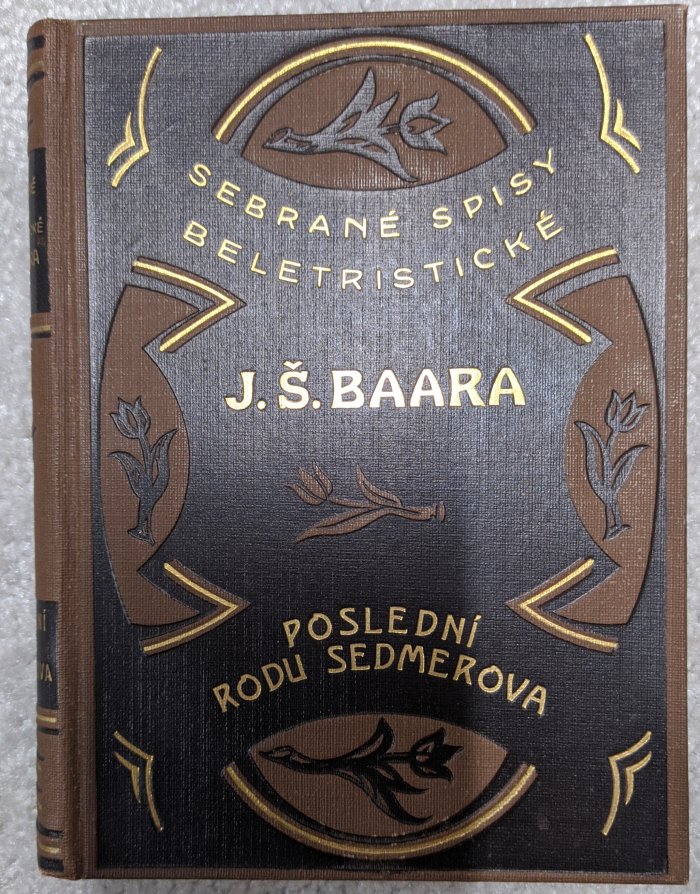 SEBRANÉ SPISY
BELETRISTICKÉ
J. Š. BAARA
POSLEDNÍ
RODU SEDMEROVA